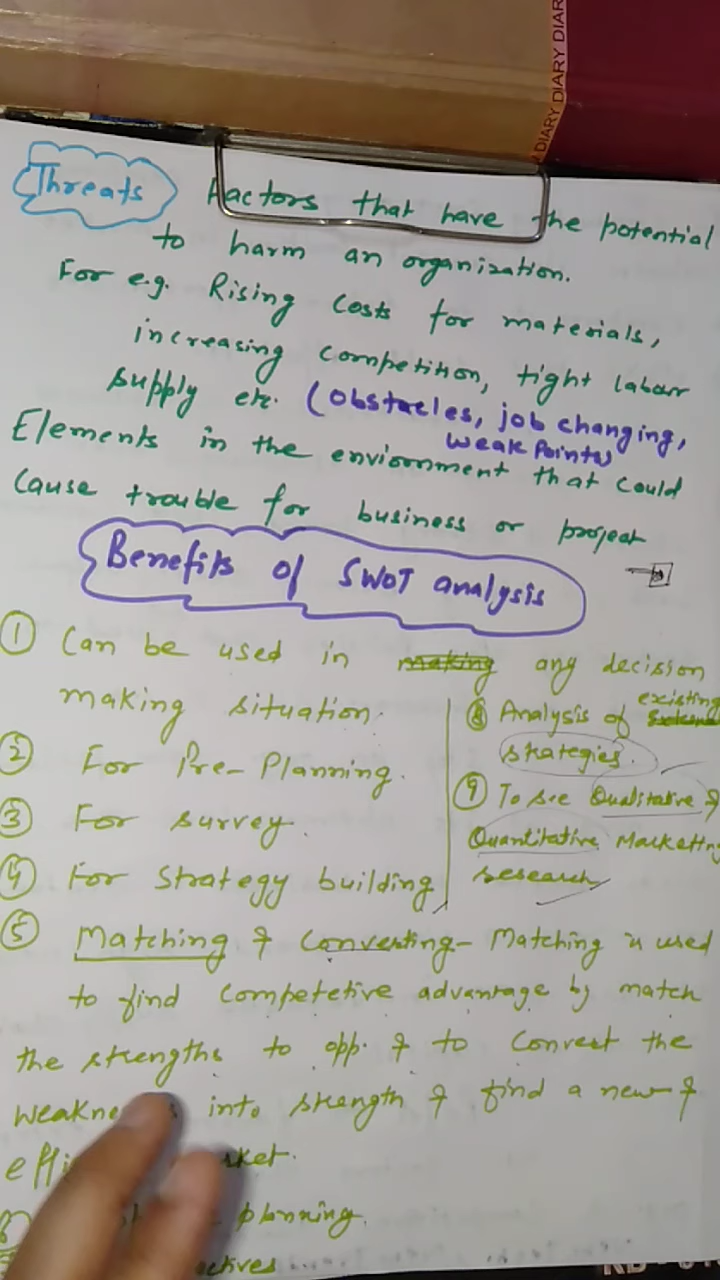 DIARY DIARY DIAR
Threats
Factors that have the potential
to harm an organization.
For e.g. Rising Costs for materials,
increasing competition, tight labour
supply etc. (obstacles, job changing,
weak points)
Elements in the enviornment that could
cause trouble for business or project
Benefits of SWOT analysis
① Can be used in making any decision
making situation.
② For Pre-Planning.
③ For survey.
④ For Strategy building
⑧ Analysis of existing
strategies.
⑨ To see Qualitative &
Quantitative Marketing
research
⑤ Matching & Converting - Matching is used
to find competetive advantage by match
the strengths to opp. & to convert the
weakness into strength & find a new &
planning.